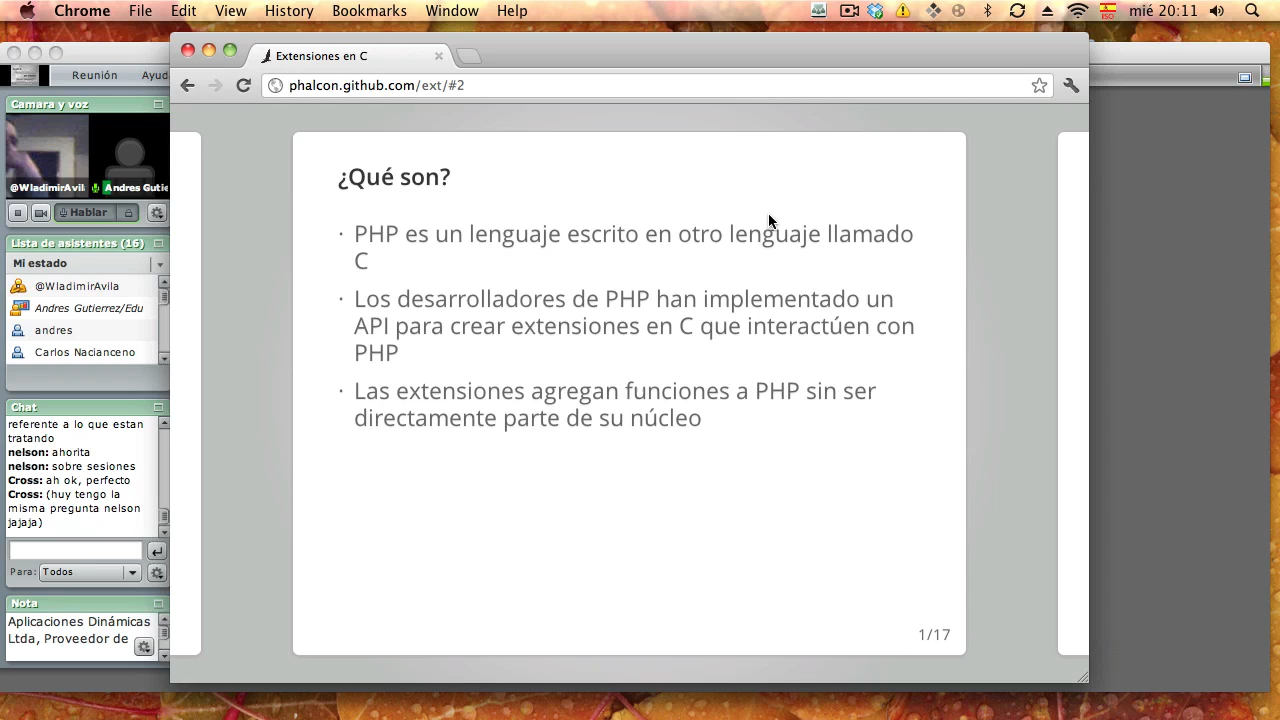 Chrome File Edit View History Bookmarks Window Help mié 20:11
ISO
Extensiones en C
phalcon.github.com/ext/#2
Reunión
Camara y voz
@WladimirAvil
Andres Gutie
Hablar
Lista de asistentes (16)
Mi estado
@WladimirAvila
Andres Gutierrez/Edu
andres
Carlos Nacianceno
Chat
referente a lo que estan
tratando
nelson: ahorita
nelson: sobre sesiones
Cross: ah ok, perfecto
Cross: (huy tengo la
misma pregunta nelson
jajaja)
Para: Todos
Nota
Aplicaciones Dinámicas
Ltda, Proveedor de
¿Qué son?
· PHP es un lenguaje escrito en otro lenguaje llamado
C
· Los desarrolladores de PHP han implementado un
API para crear extensiones en C que interactúen con
PHP
· Las extensiones agregan funciones a PHP sin ser
directamente parte de su núcleo
1/17